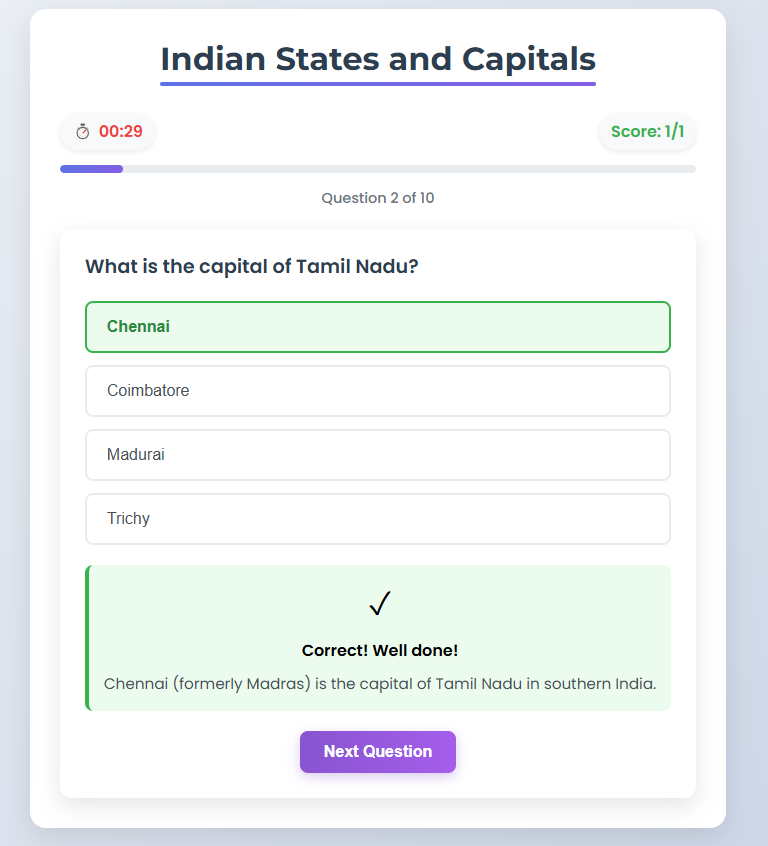 Indian States and Capitals
00:29
Score: 1/1
Question 2 of 10
What is the capital of Tamil Nadu?
Chennai
Coimbatore
Madurai
Trichy
✓
Correct! Well done!
Chennai (formerly Madras) is the capital of Tamil Nadu in southern India.
Next Question